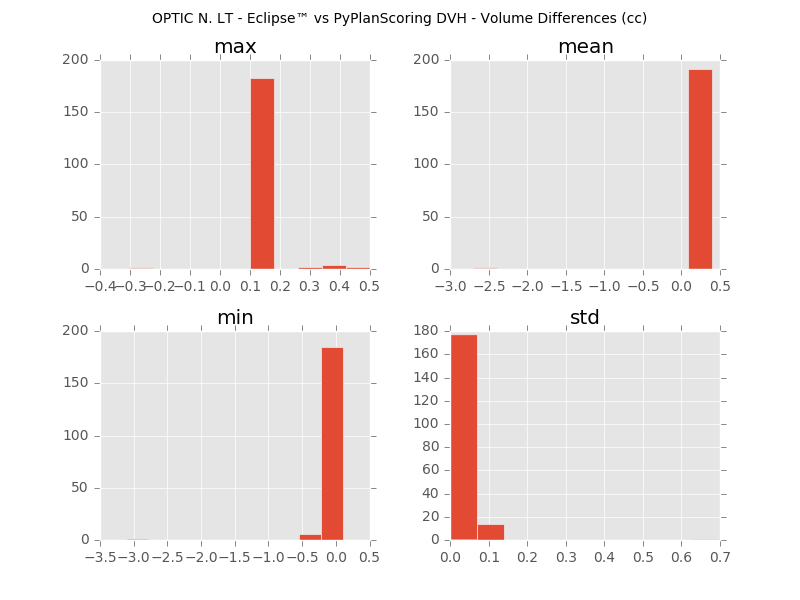 OPTIC N. LT - Eclipse™ vs PyPlanScoring DVH - Volume Differences (cc)
max
200
150
100
50
0
−0.4 −0.3 −0.2 −0.1 0.0 0.1 0.2 0.3 0.4 0.5
mean
200
150
100
50
0
−3.0 −2.5 −2.0 −1.5 −1.0 −0.5 0.0 0.5
min
200
150
100
50
0
−3.5 −3.0 −2.5 −2.0 −1.5 −1.0 −0.5 0.0 0.5
std
180
160
140
120
100
80
60
40
20
0
0.0 0.1 0.2 0.3 0.4 0.5 0.6 0.7